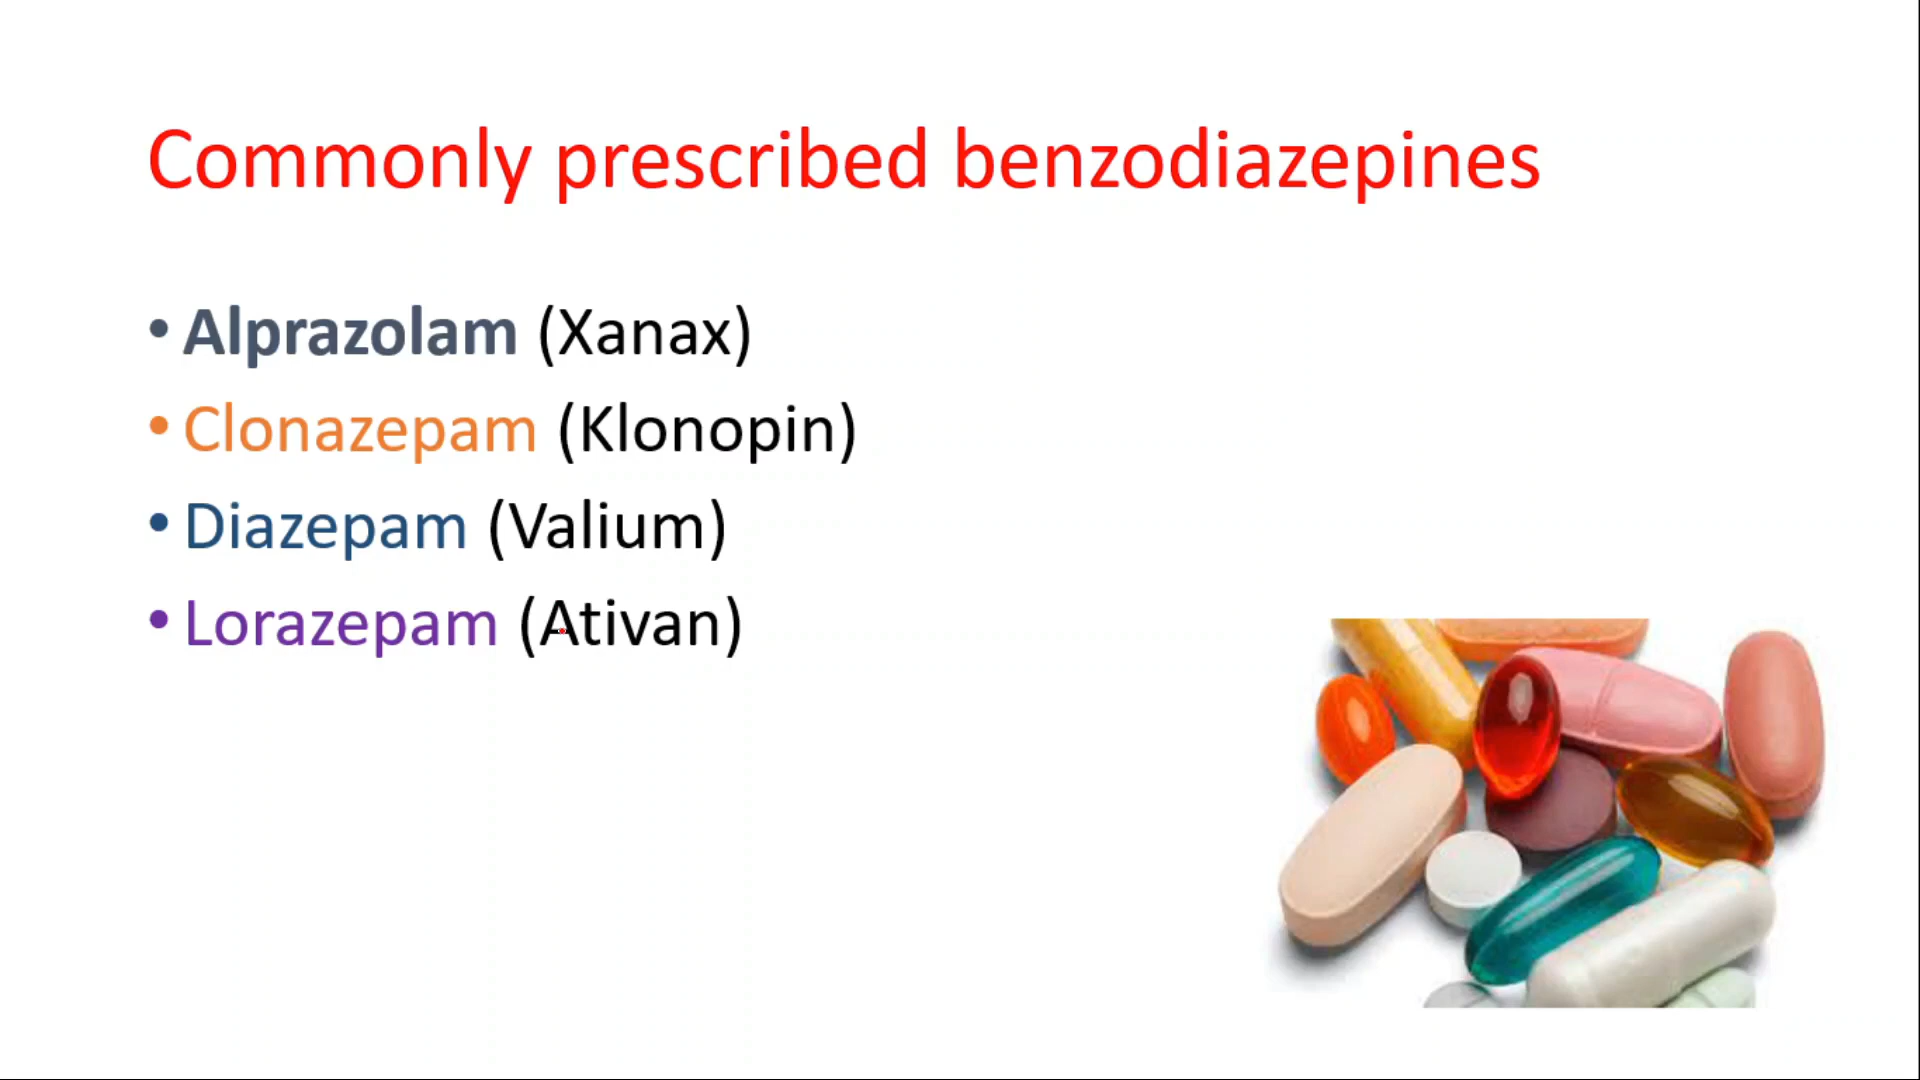 Commonly prescribed benzodiazepines
• Alprazolam (Xanax)
• Clonazepam (Klonopin)
• Diazepam (Valium)
• Lorazepam (Ativan)